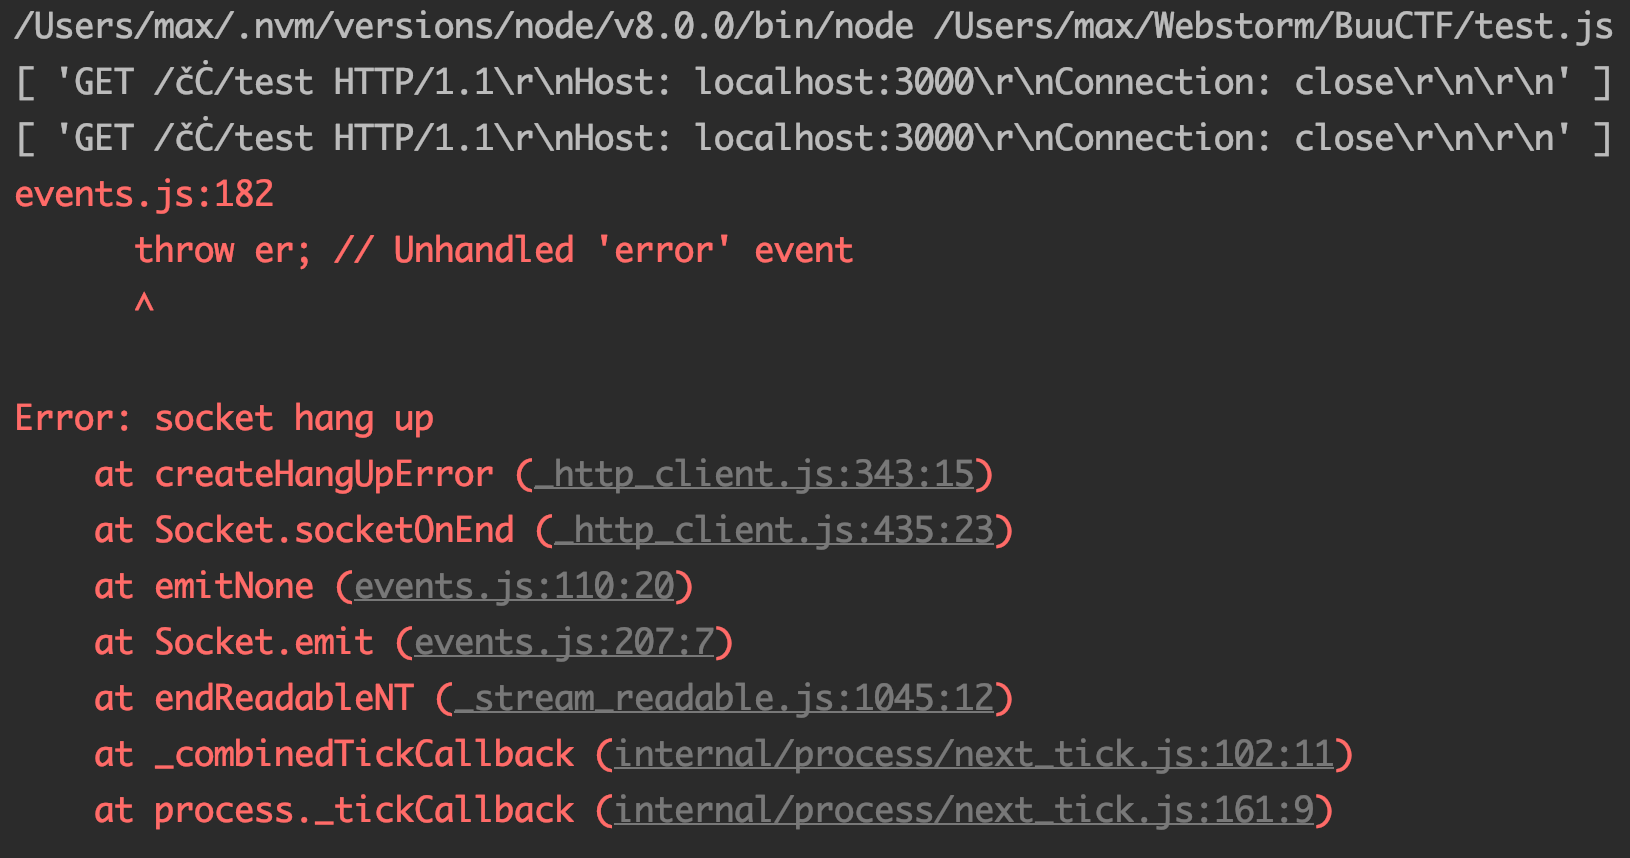 /Users/max/.nvm/versions/node/v8.0.0/bin/node /Users/max/Webstorm/BuuCTF/test.js
[ 'GET /čĊ/test HTTP/1.1\r\nHost: localhost:3000\r\nConnection: close\r\n\r\n' ]
[ 'GET /čĊ/test HTTP/1.1\r\nHost: localhost:3000\r\nConnection: close\r\n\r\n' ]
events.js:182
      throw er; // Unhandled 'error' event
      ^

Error: socket hang up
    at createHangUpError (_http_client.js:343:15)
    at Socket.socketOnEnd (_http_client.js:435:23)
    at emitNone (events.js:110:20)
    at Socket.emit (events.js:207:7)
    at endReadableNT (_stream_readable.js:1045:12)
    at _combinedTickCallback (internal/process/next_tick.js:102:11)
    at process._tickCallback (internal/process/next_tick.js:161:9)